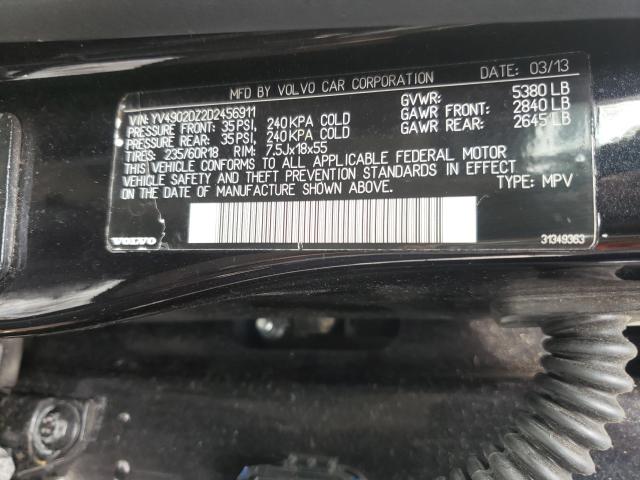 MFD BY VOLVO CAR CORPORATION DATE: 03/13
VIN: YV4902DZ2D2456911 GVWR: 5380 LB
PRESSURE FRONT: 35 PSI, 240 KPA COLD GAWR FRONT: 2840 LB
PRESSURE REAR: 35 PSI, 240 KPA COLD GAWR REAR: 2645 LB
TIRES: 235/60R18 RIM: 7.5Jx18x55
THIS VEHICLE CONFORMS TO ALL APPLICABLE FEDERAL MOTOR
VEHICLE SAFETY AND THEFT PREVENTION STANDARDS IN EFFECT
ON THE DATE OF MANUFACTURE SHOWN ABOVE. TYPE: MPV
VOLVO 31349363